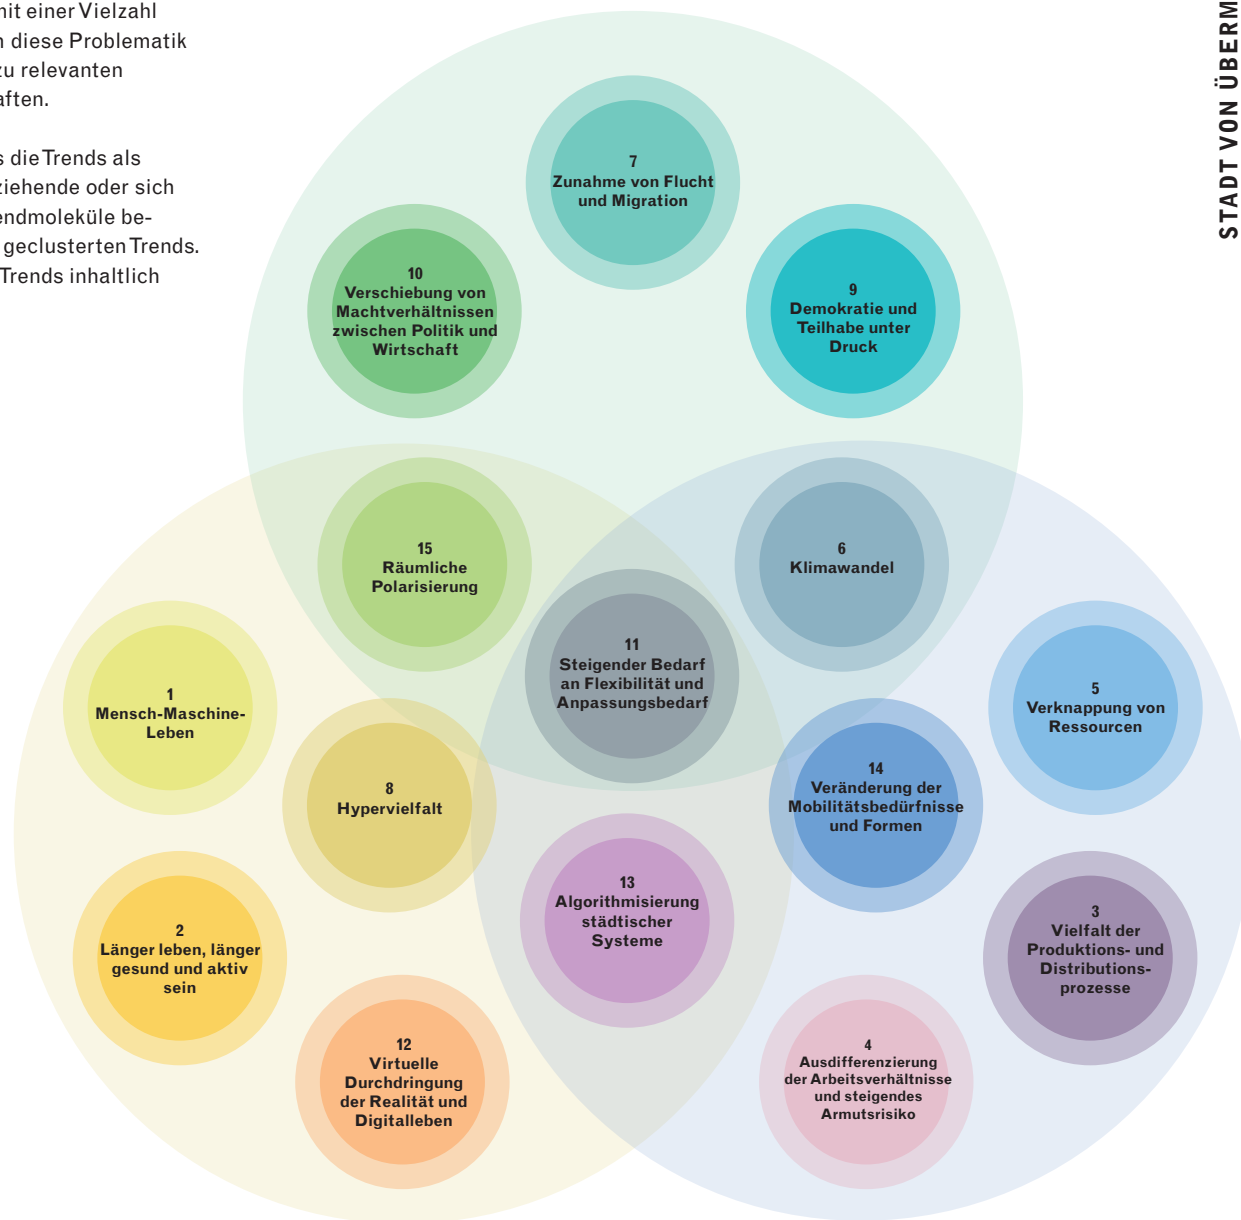 mit einer Vielzahl
diese Problematik
zu relevanten
die Trends als
oder sich
be-
geclusterten Trends.
Trends inhaltlich
STADT VON ÜBERM
7
Zunahme von Flucht
und Migration
10
Verschiebung von
Machtverhältnissen
zwischen Politik und
Wirtschaft
9
Demokratie und
Teilhabe unter
Druck
15
Räumliche
Polarisierung
6
Klimawandel
11
Steigender Bedarf
an Flexibilität und
Anpassungsbedarf
1
Mensch-Maschine-
Leben
5
Verknappung von
Ressourcen
8
Hypervielfalt
14
Veränderung der
Mobilitätsbedürfnisse
und Formen
13
Algorithmisierung
städtischer
Systeme
2
Länger leben, länger
gesund und aktiv
sein
3
Vielfalt der
Produktions- und
Distributions-
prozesse
12
Virtuelle
Durchdringung
der Realität und
Digitalleben
4
Ausdifferenzierung
der Arbeitsverhältnisse
und steigendes
Armutsrisiko